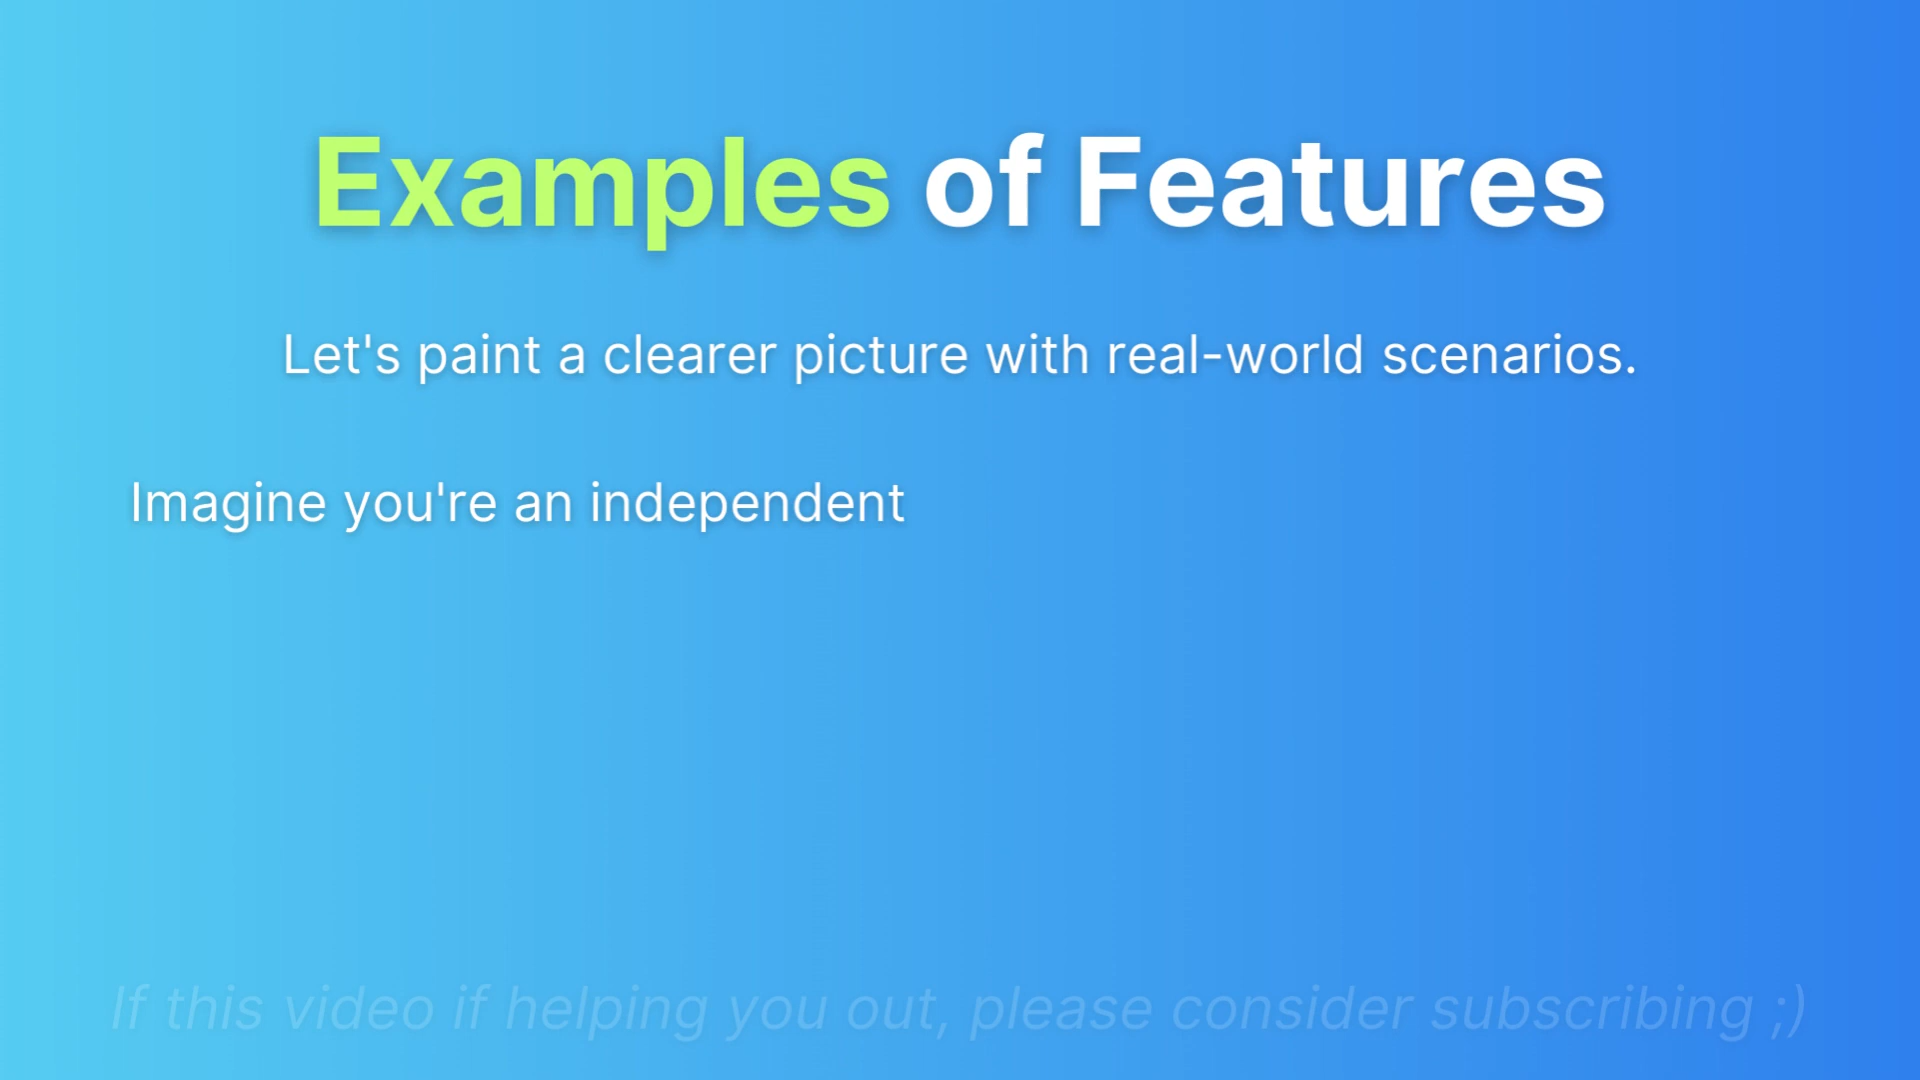 Examples of Features
Let's paint a clearer picture with real-world scenarios.
Imagine you're an independent
If this video if helping you out, please consider subscribing ;)